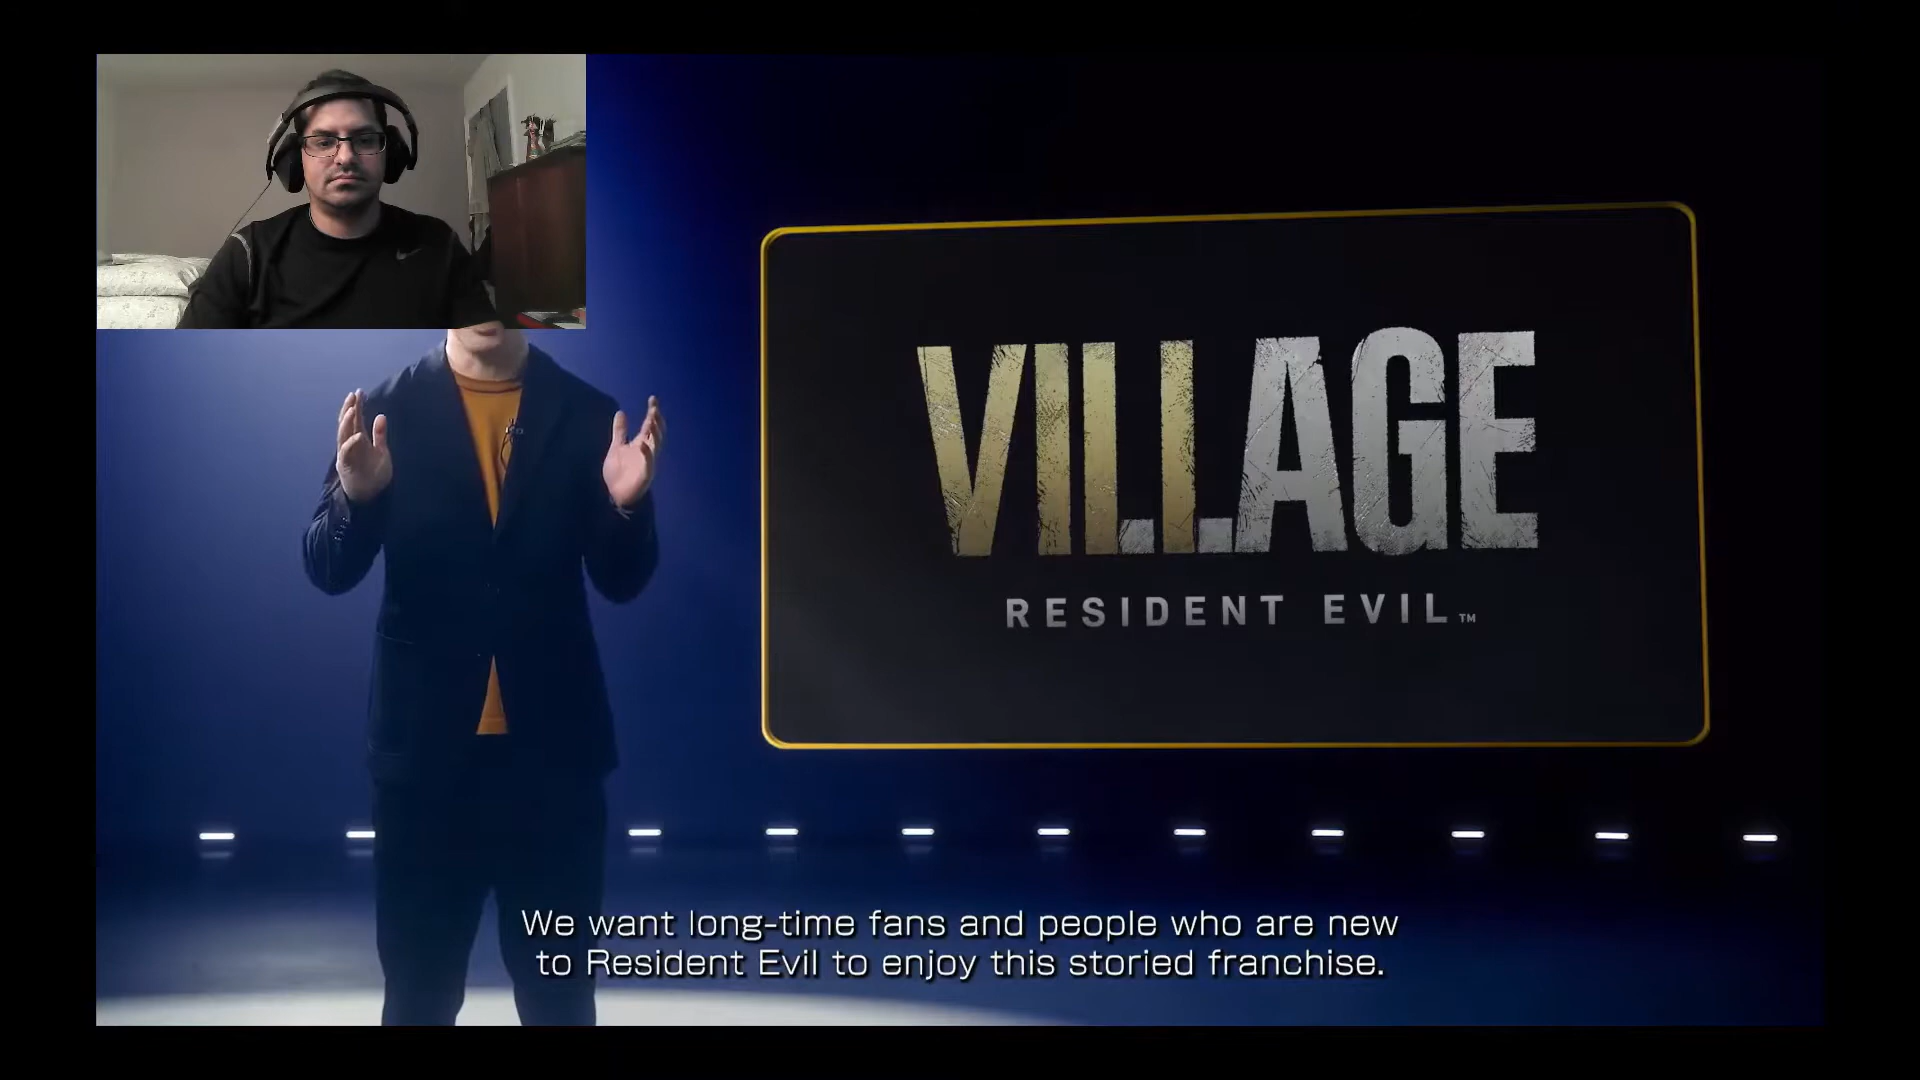 VILLAGE
RESIDENT EVIL™
We want long-time fans and people who are new
to Resident Evil to enjoy this storied franchise.